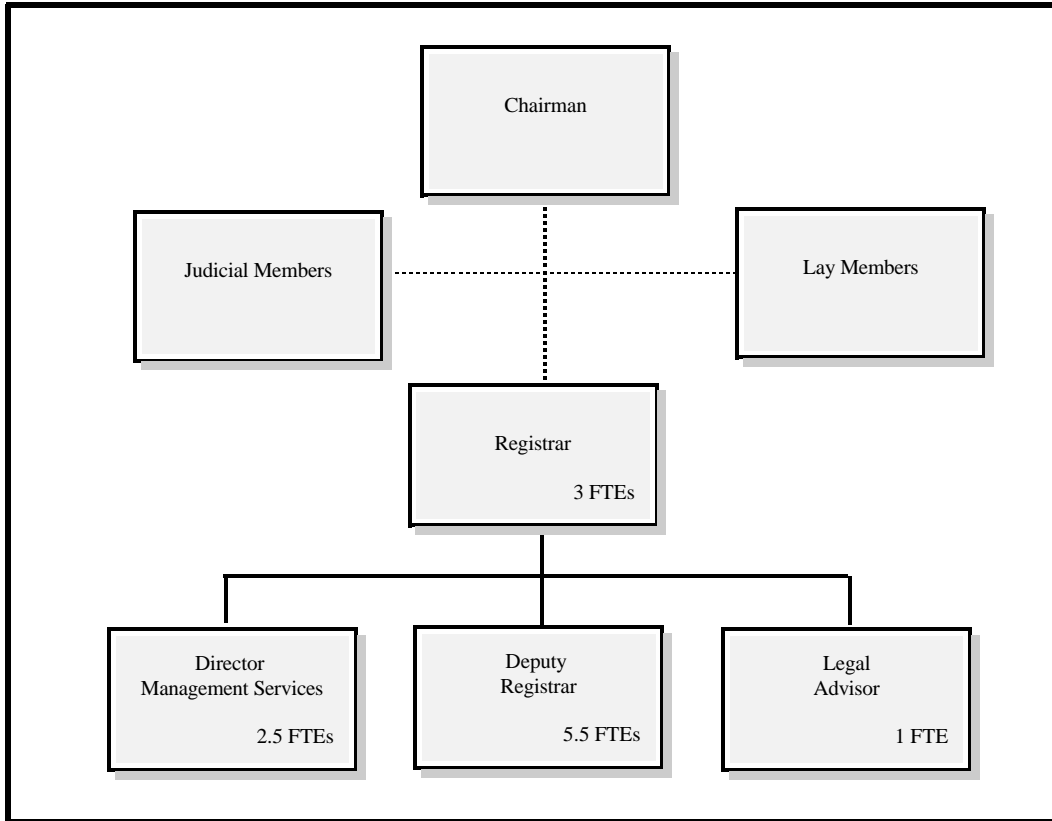 Chairman
Judicial Members
Lay Members
Registrar
3 FTEs
Director
Management Services
2.5 FTEs
Deputy
Registrar
5.5 FTEs
Legal
Advisor
1 FTE